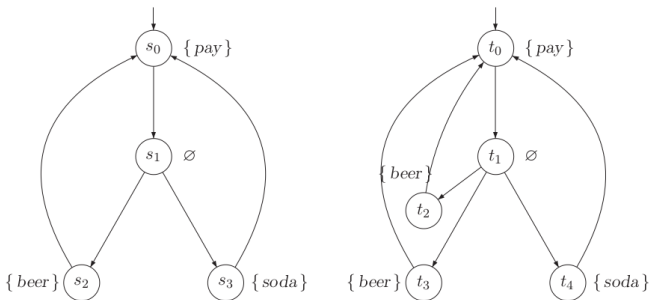 s₀ { pay } t₀ { pay }
s₁ ∅ t₁ ∅
{ beer }
t₂
{ beer } s₂ s₃ { soda } { beer } t₃ t₄ { soda }